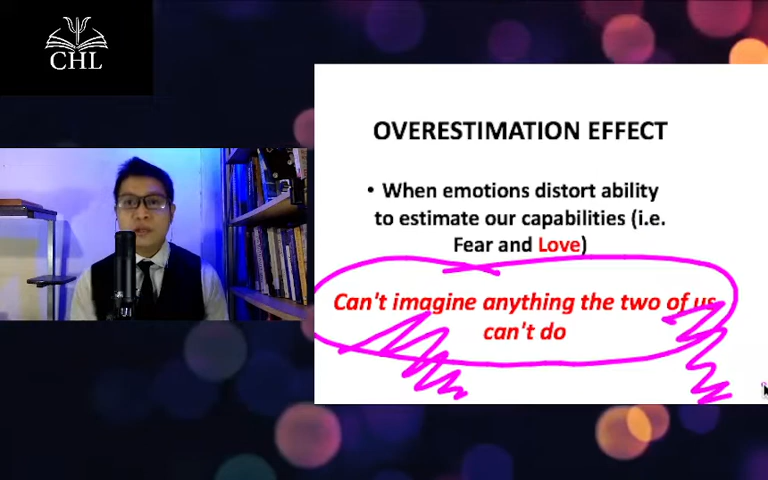 CHL
OVERESTIMATION EFFECT
• When emotions distort ability
to estimate our capabilities (i.e.
Fear and Love)
Can't imagine anything the two of us
can't do